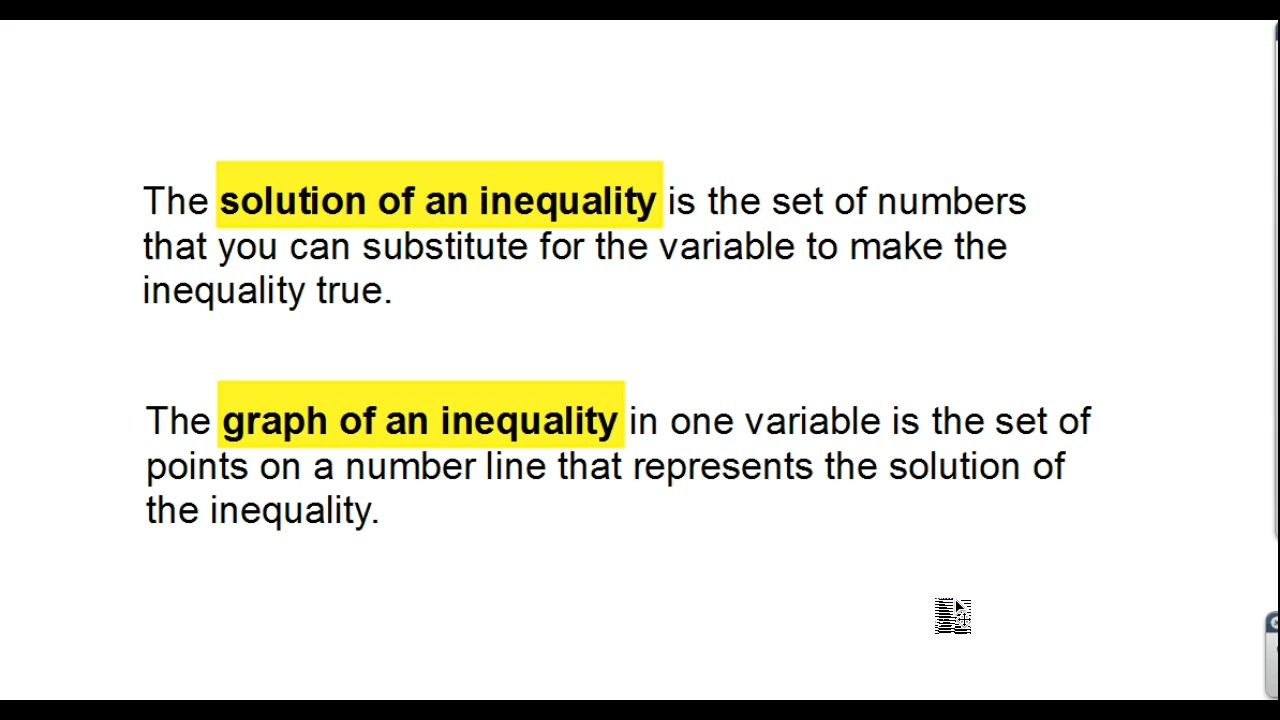 The solution of an inequality is the set of numbers
that you can substitute for the variable to make the
inequality true.
The graph of an inequality in one variable is the set of
points on a number line that represents the solution of
the inequality.